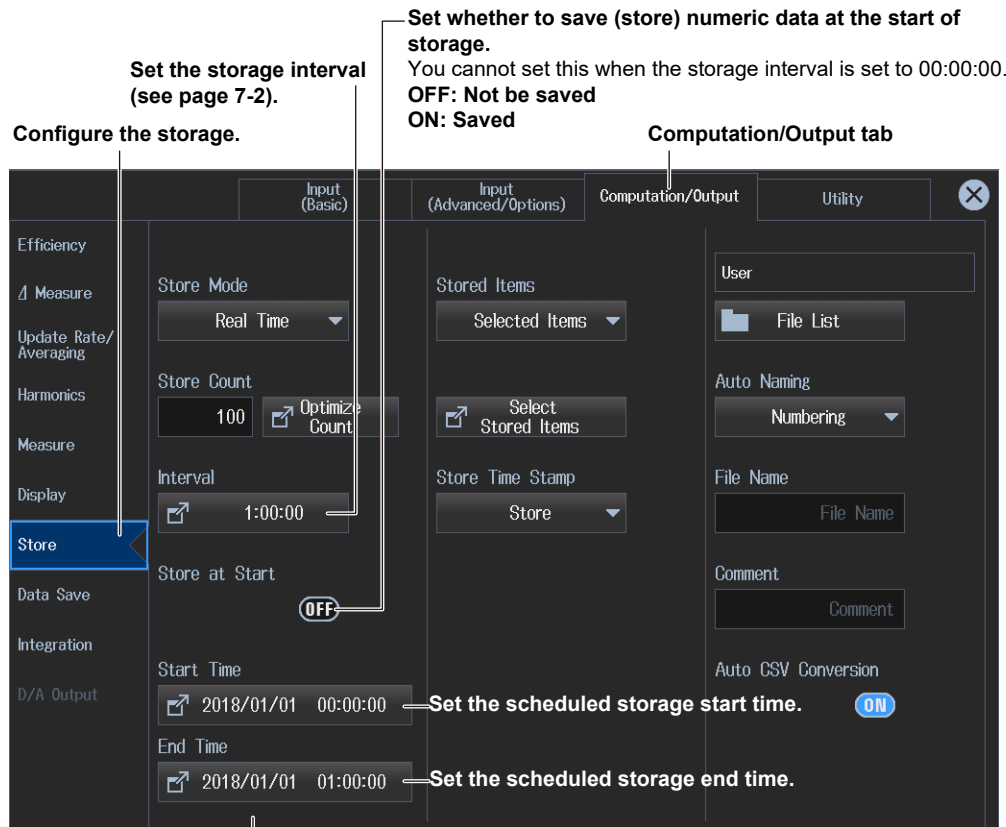 Set whether to save (store) numeric data at the start of
storage.
You cannot set this when the storage interval is set to 00:00:00.
OFF: Not be saved
ON: Saved
Set the storage interval
(see page 7-2).
Configure the storage.
Computation/Output tab
Input
(Basic)
Input
(Advanced/Options)
Computation/Output
Utility
Efficiency
Δ Measure
Update Rate/
Averaging
Harmonics
Measure
Display
Store
Data Save
Integration
D/A Output
Store Mode
Real Time
Store Count
100
Optimize
Count
Interval
1:00:00
Store at Start
OFF
Start Time
2018/01/01 00:00:00
End Time
2018/01/01 01:00:00
Stored Items
Selected Items
Select
Stored Items
Store Time Stamp
Store
Set the scheduled storage start time.
Set the scheduled storage end time.
User
File List
Auto Naming
Numbering
File Name
File Name
Comment
Comment
Auto CSV Conversion
ON